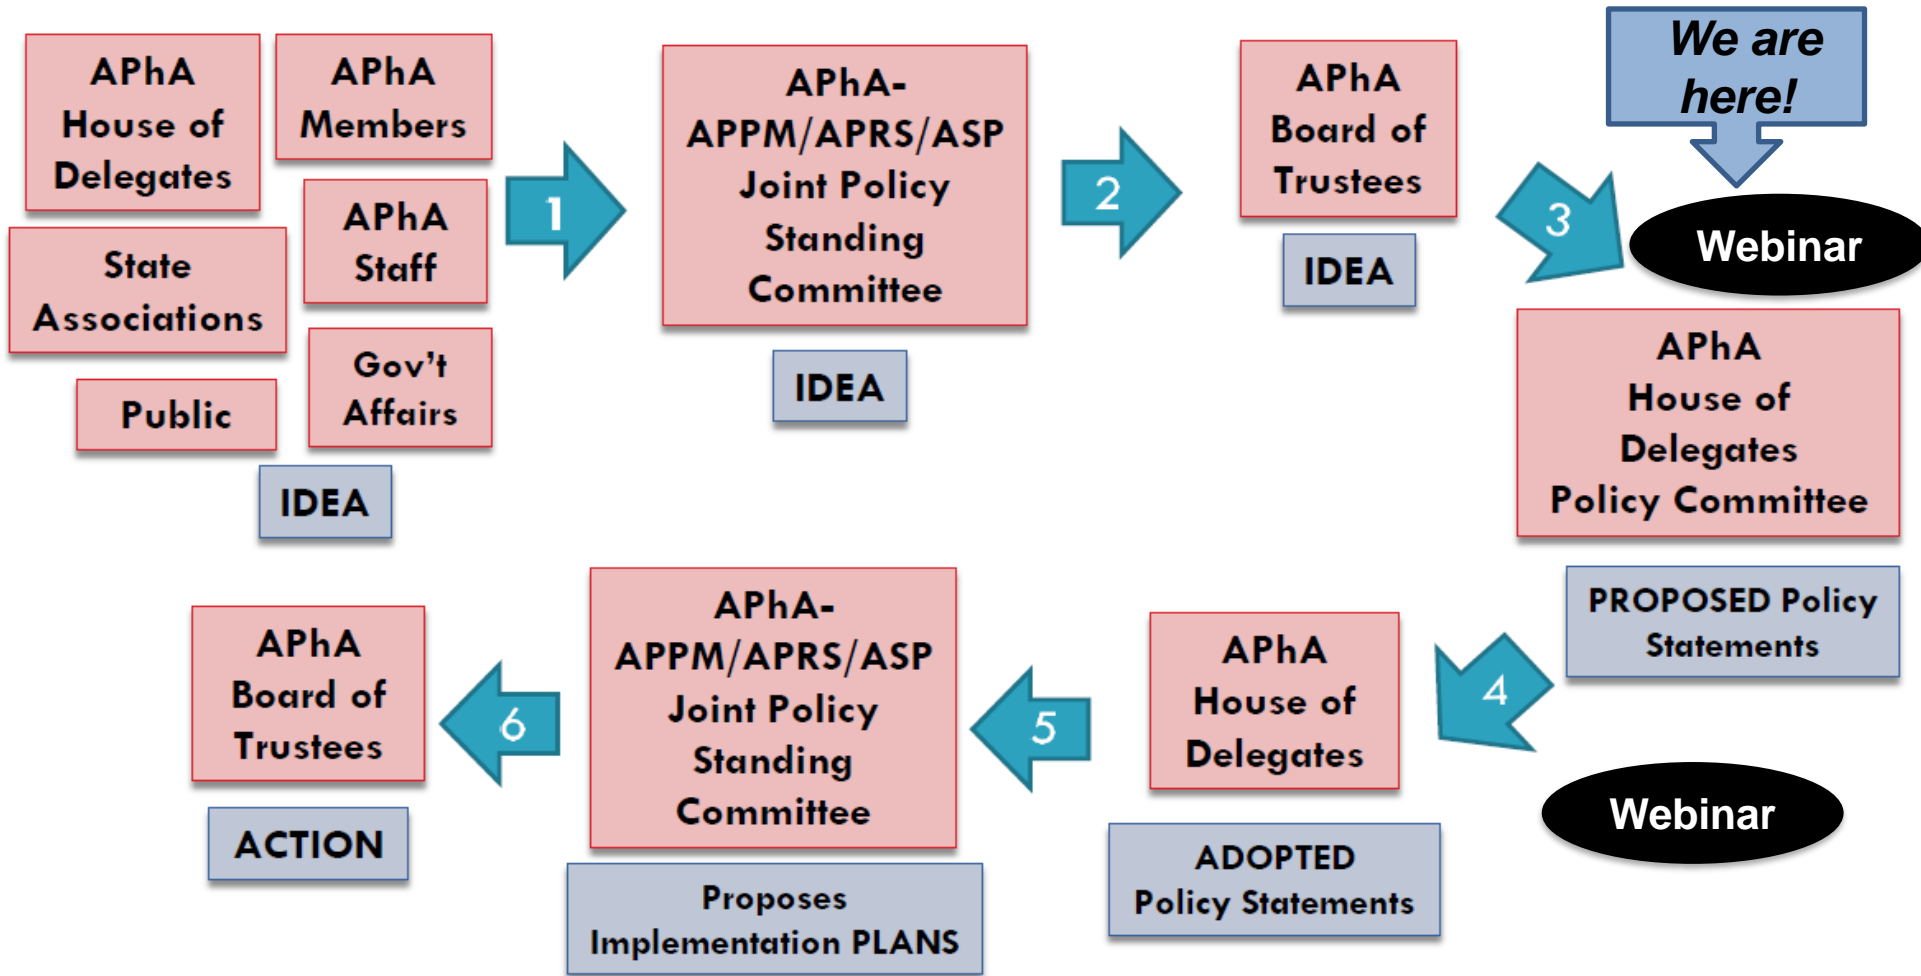 APhA
House of
Delegates
APhA
Members
State
Associations
APhA
Staff
Public
Gov't
Affairs
IDEA
1
APhA-
APPM/APRS/ASP
Joint Policy
Standing
Committee
IDEA
2
APhA
Board of
Trustees
IDEA
3
We are
here!
Webinar
APhA
House of
Delegates
Policy Committee
PROPOSED Policy
Statements
4
Webinar
APhA
House of
Delegates
ADOPTED
Policy Statements
5
APhA-
APPM/APRS/ASP
Joint Policy
Standing
Committee
Proposes
Implementation PLANS
6
APhA
Board of
Trustees
ACTION